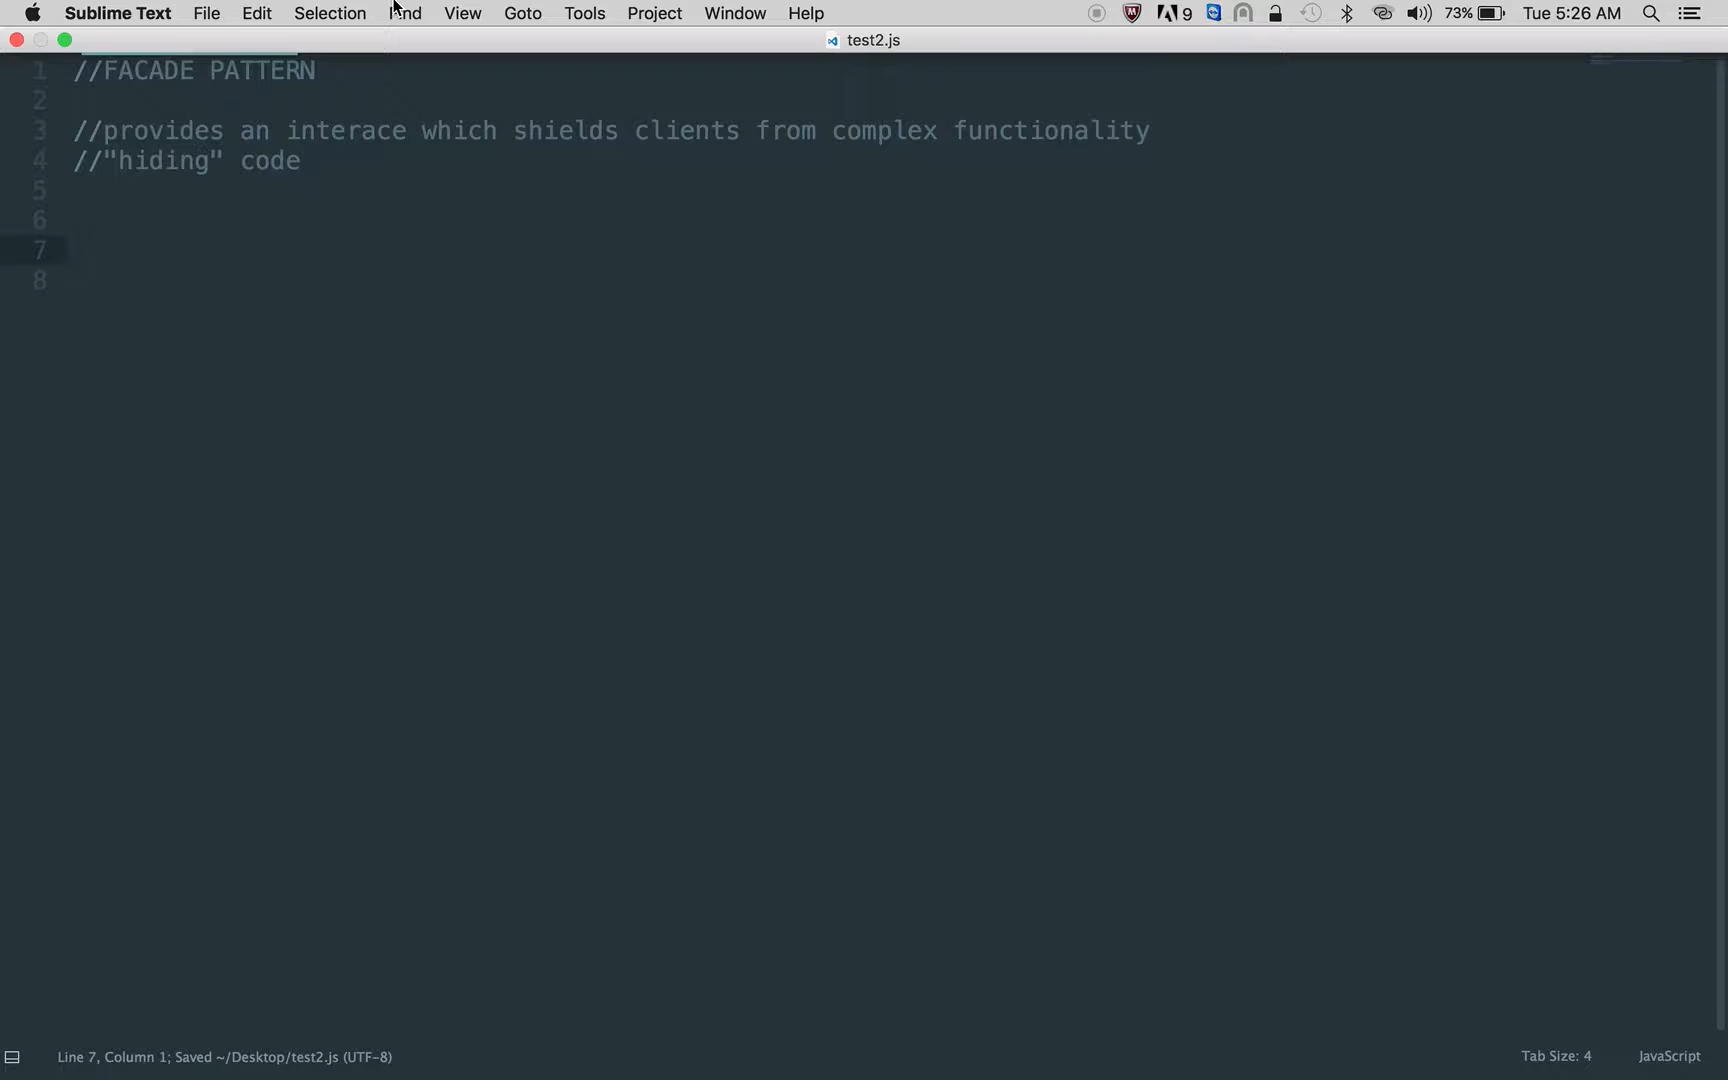 Sublime Text File Edit Selection Find View Goto Tools Project Window Help 9 73% Tue 5:26 AM
test2.js
1 //FACADE PATTERN
2
3 //provides an interace which shields clients from complex functionality
4 //"hiding" code
5
6
7
8
Line 7, Column 1; Saved ~/Desktop/test2.js (UTF-8) Tab Size: 4 JavaScript